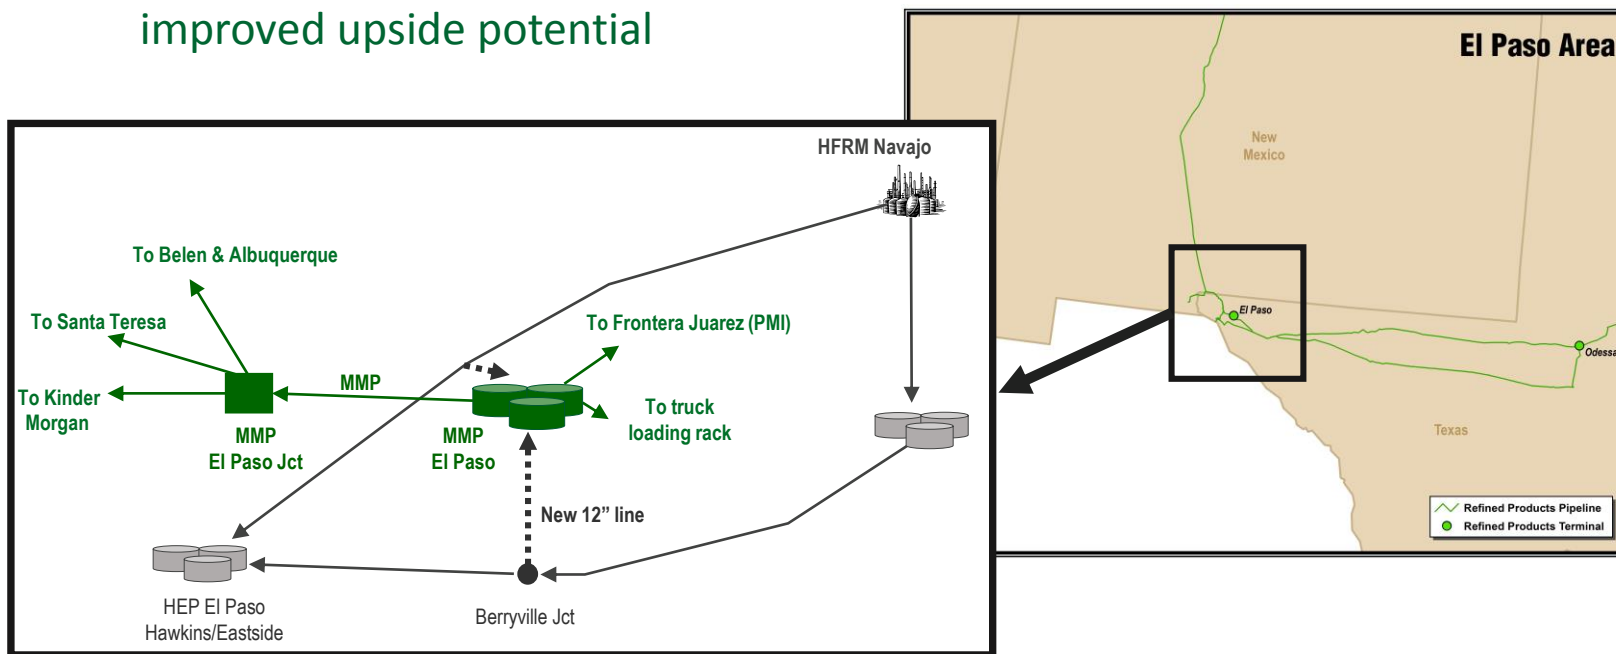 improved upside potential
El Paso Area
New
Mexico
El Paso
Odessa
Texas
Refined Products Pipeline
Refined Products Terminal
HFRM Navajo
To Belen & Albuquerque
To Santa Teresa
To Frontera Juarez (PMI)
MMP
To Kinder
Morgan
To truck
loading rack
MMP
El Paso Jct
MMP
El Paso
New 12” line
HEP El Paso
Hawkins/Eastside
Berryville Jct